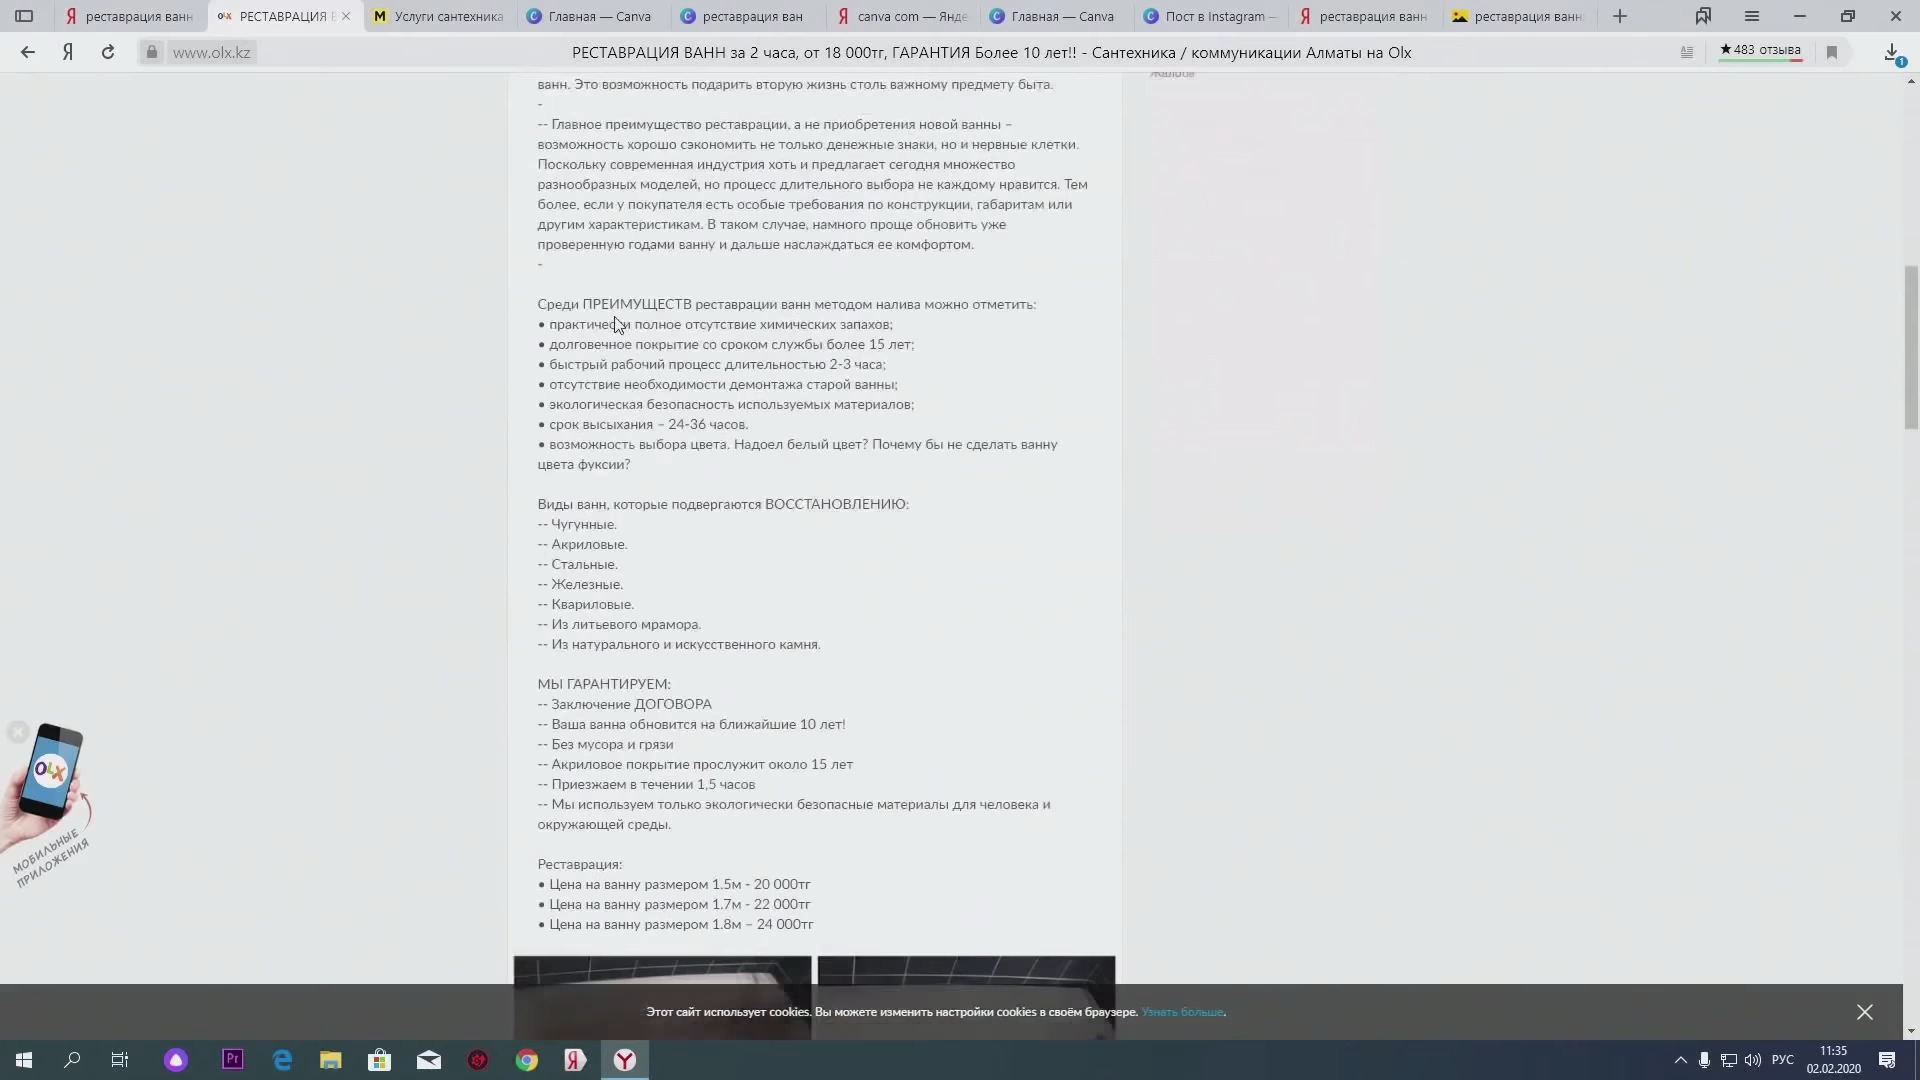 реставрация ванн
РЕСТАВРАЦИЯ В
Услуги сантехника
Главная — Canva
реставрация ван
canva com — Янде
Главная — Canva
Пост в Instagram —
реставрация ванн
реставрация ванн
www.olx.kz
РЕСТАВРАЦИЯ ВАНН за 2 часа, от 18 000тг, ГАРАНТИЯ Более 10 лет!! - Сантехника / коммуникации Алматы на Olx
★ 483 отзыва
1
ванн. Это возможность подарить вторую жизнь столь важному предмету быта.
-
-- Главное преимущество реставрации, а не приобретения новой ванны –
возможность хорошо сэкономить не только денежные знаки, но и нервные клетки.
Поскольку современная индустрия хоть и предлагает сегодня множество
разнообразных моделей, но процесс длительного выбора не каждому нравится. Тем
более, если у покупателя есть особые требования по конструкции, габаритам или
другим характеристикам. В таком случае, намного проще обновить уже
проверенную годами ванну и дальше наслаждаться ее комфортом.
-
Среди ПРЕИМУЩЕСТВ реставрации ванн методом налива можно отметить:
• практически полное отсутствие химических запахов;
• долговечное покрытие со сроком службы более 15 лет;
• быстрый рабочий процесс длительностью 2-3 часа;
• отсутствие необходимости демонтажа старой ванны;
• экологическая безопасность используемых материалов;
• срок высыхания – 24-36 часов.
• возможность выбора цвета. Надоел белый цвет? Почему бы не сделать ванну
цвета фуксии?
Виды ванн, которые подвергаются ВОССТАНОВЛЕНИЮ:
-- Чугунные.
-- Акриловые.
-- Стальные.
-- Железные.
-- Квариловые.
-- Из литьевого мрамора.
-- Из натурального и искусственного камня.
МЫ ГАРАНТИРУЕМ:
-- Заключение ДОГОВОРА
-- Ваша ванна обновится на ближайшие 10 лет!
-- Без мусора и грязи
-- Акриловое покрытие прослужит около 15 лет
-- Приезжаем в течении 1,5 часов
-- Мы используем только экологически безопасные материалы для человека и
окружающей среды.
Реставрация:
• Цена на ванну размером 1.5м - 20 000тг
• Цена на ванну размером 1.7м - 22 000тг
• Цена на ванну размером 1.8м – 24 000тг
OLX
МОБИЛЬНЫЕ
ПРИЛОЖЕНИЯ
Этот сайт использует cookies. Вы можете изменить настройки cookies в своём браузере. Узнать больше.
РУС
11:35
02.02.2020